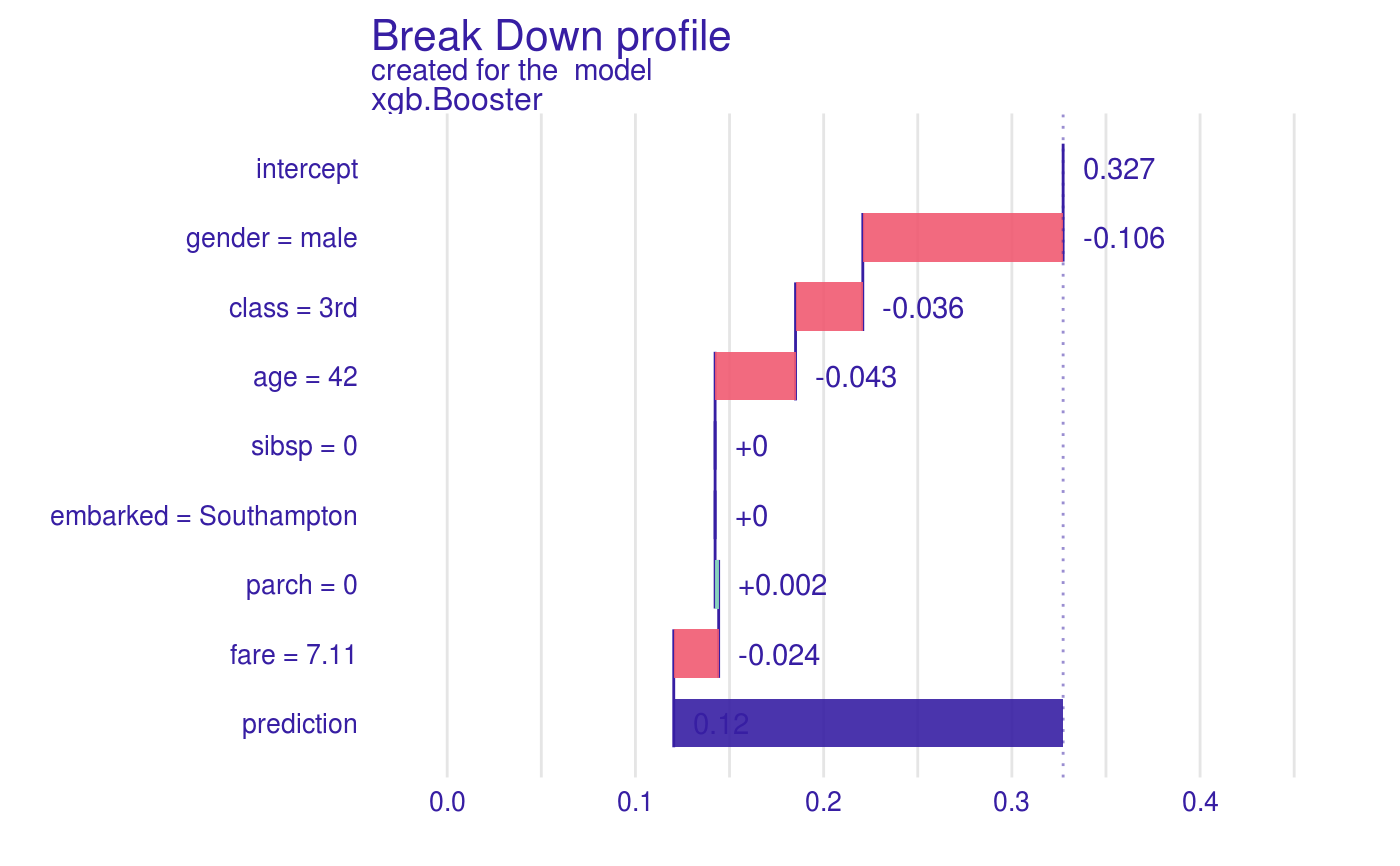 Break Down profile
created for the  model
xgb.Booster
intercept 0.327
gender = male -0.106
class = 3rd -0.036
age = 42 -0.043
sibsp = 0 +0
embarked = Southampton +0
parch = 0 +0.002
fare = 7.11 -0.024
prediction 0.12
0.0 0.1 0.2 0.3 0.4